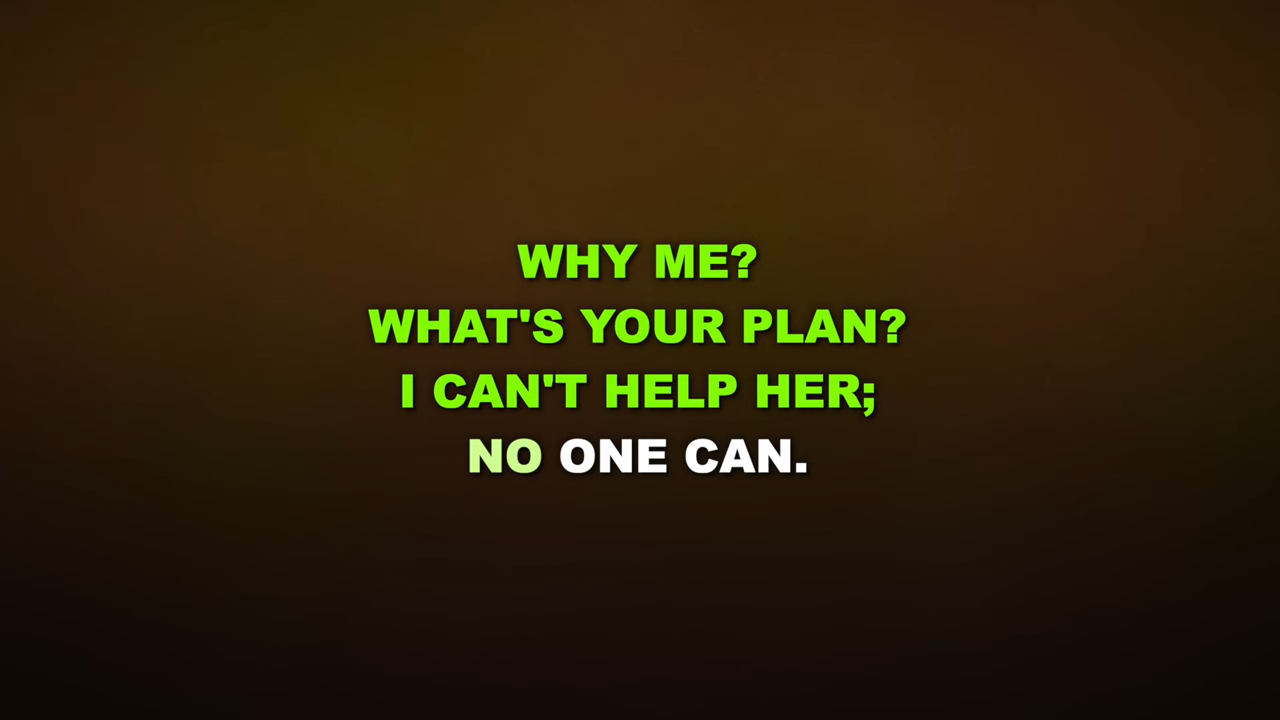 WHY ME?
WHAT'S YOUR PLAN?
I CAN'T HELP HER;
NO ONE CAN.